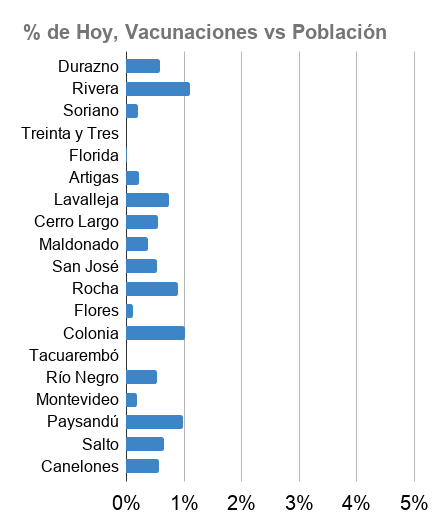 % de Hoy, Vacunaciones vs Población
Durazno
Rivera
Soriano
Treinta y Tres
Florida
Artigas
Lavalleja
Cerro Largo
Maldonado
San José
Rocha
Flores
Colonia
Tacuarembó
Río Negro
Montevideo
Paysandú
Salto
Canelones
0% 1% 2% 3% 4% 5%